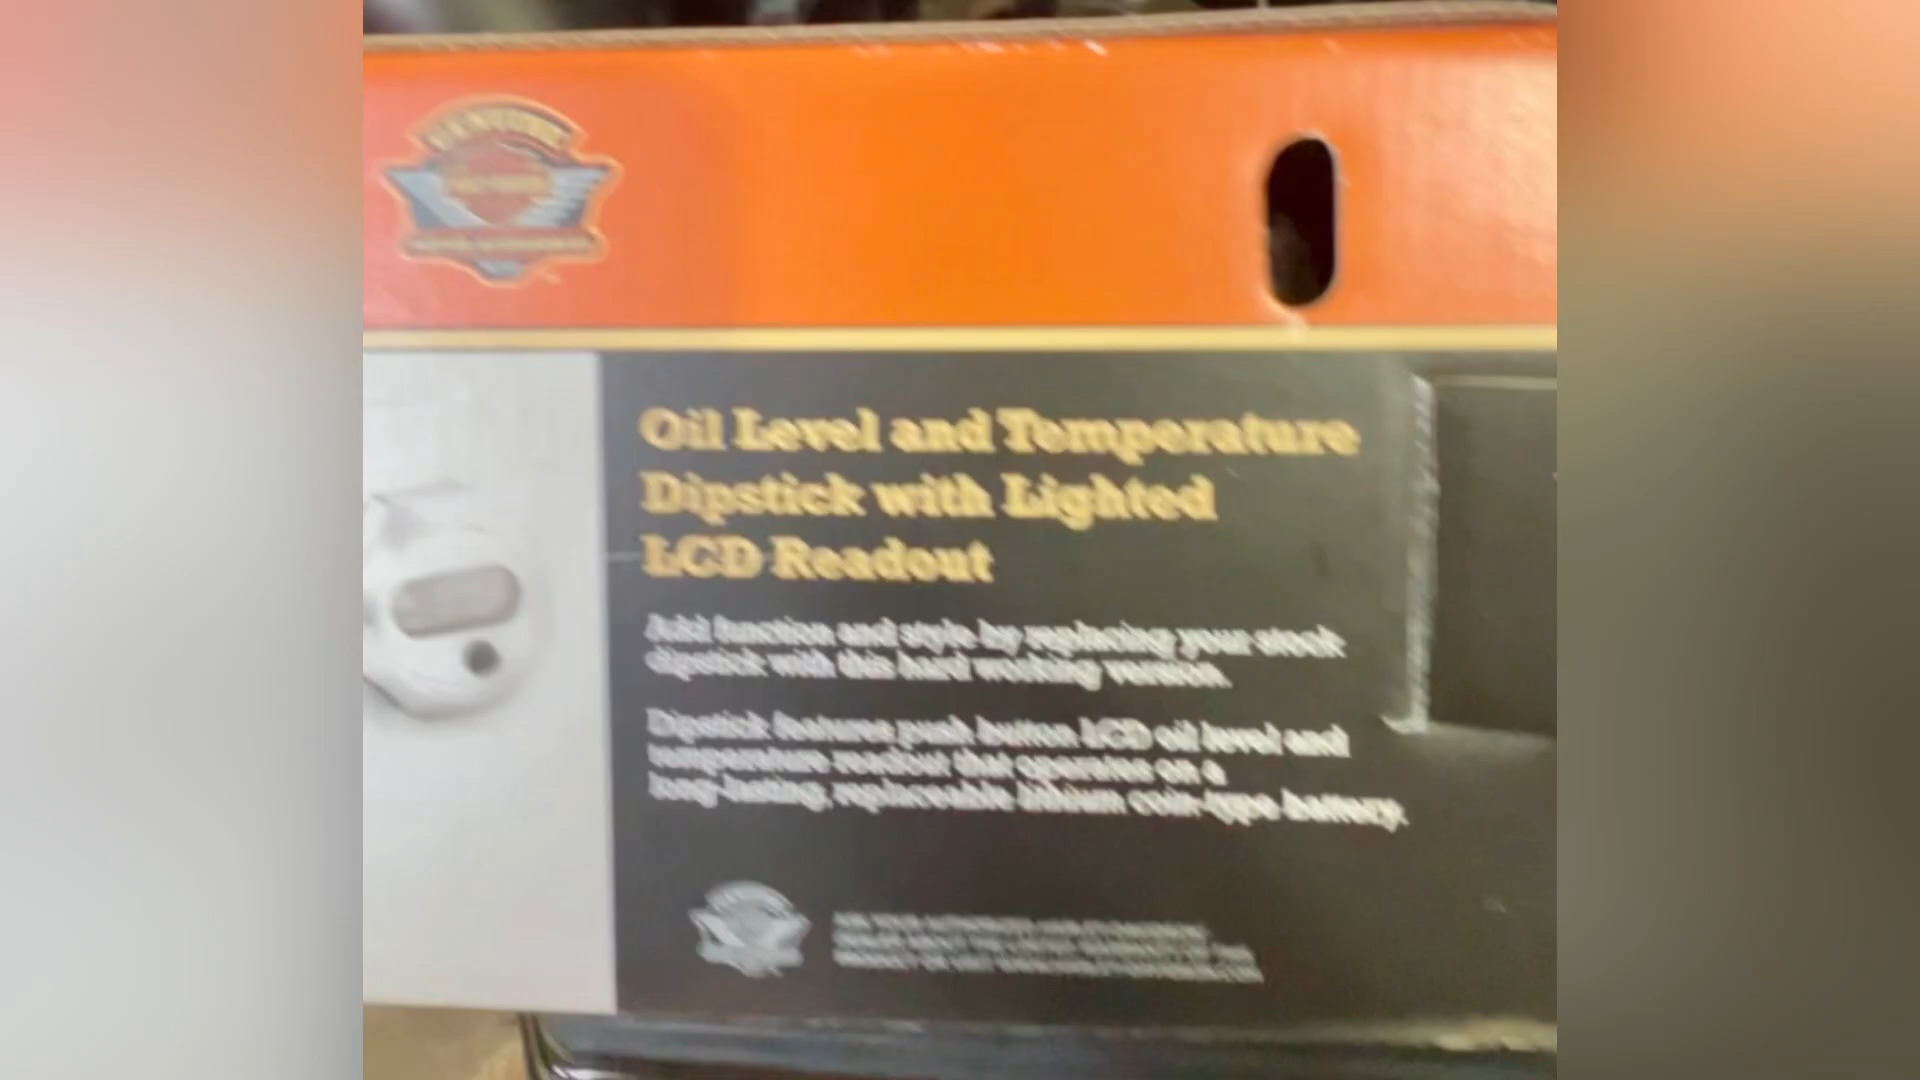 GENUINE
Oil Level and Temperature
Dipstick with Lighted
LCD Readout
Add function and style by replacing your stock
dipstick with this hard working version.
Dipstick features push button LCD oil level and
temperature readout that operates on a
long-lasting, replaceable lithium coin-type battery.